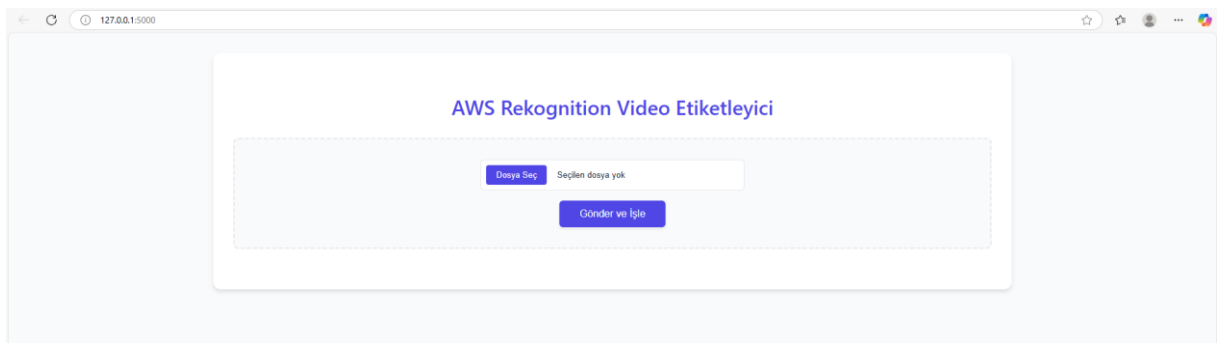 127.0.0.1:5000
AWS Rekognition Video Etiketleyici
Dosya Seç Seçilen dosya yok
Gönder ve İşle